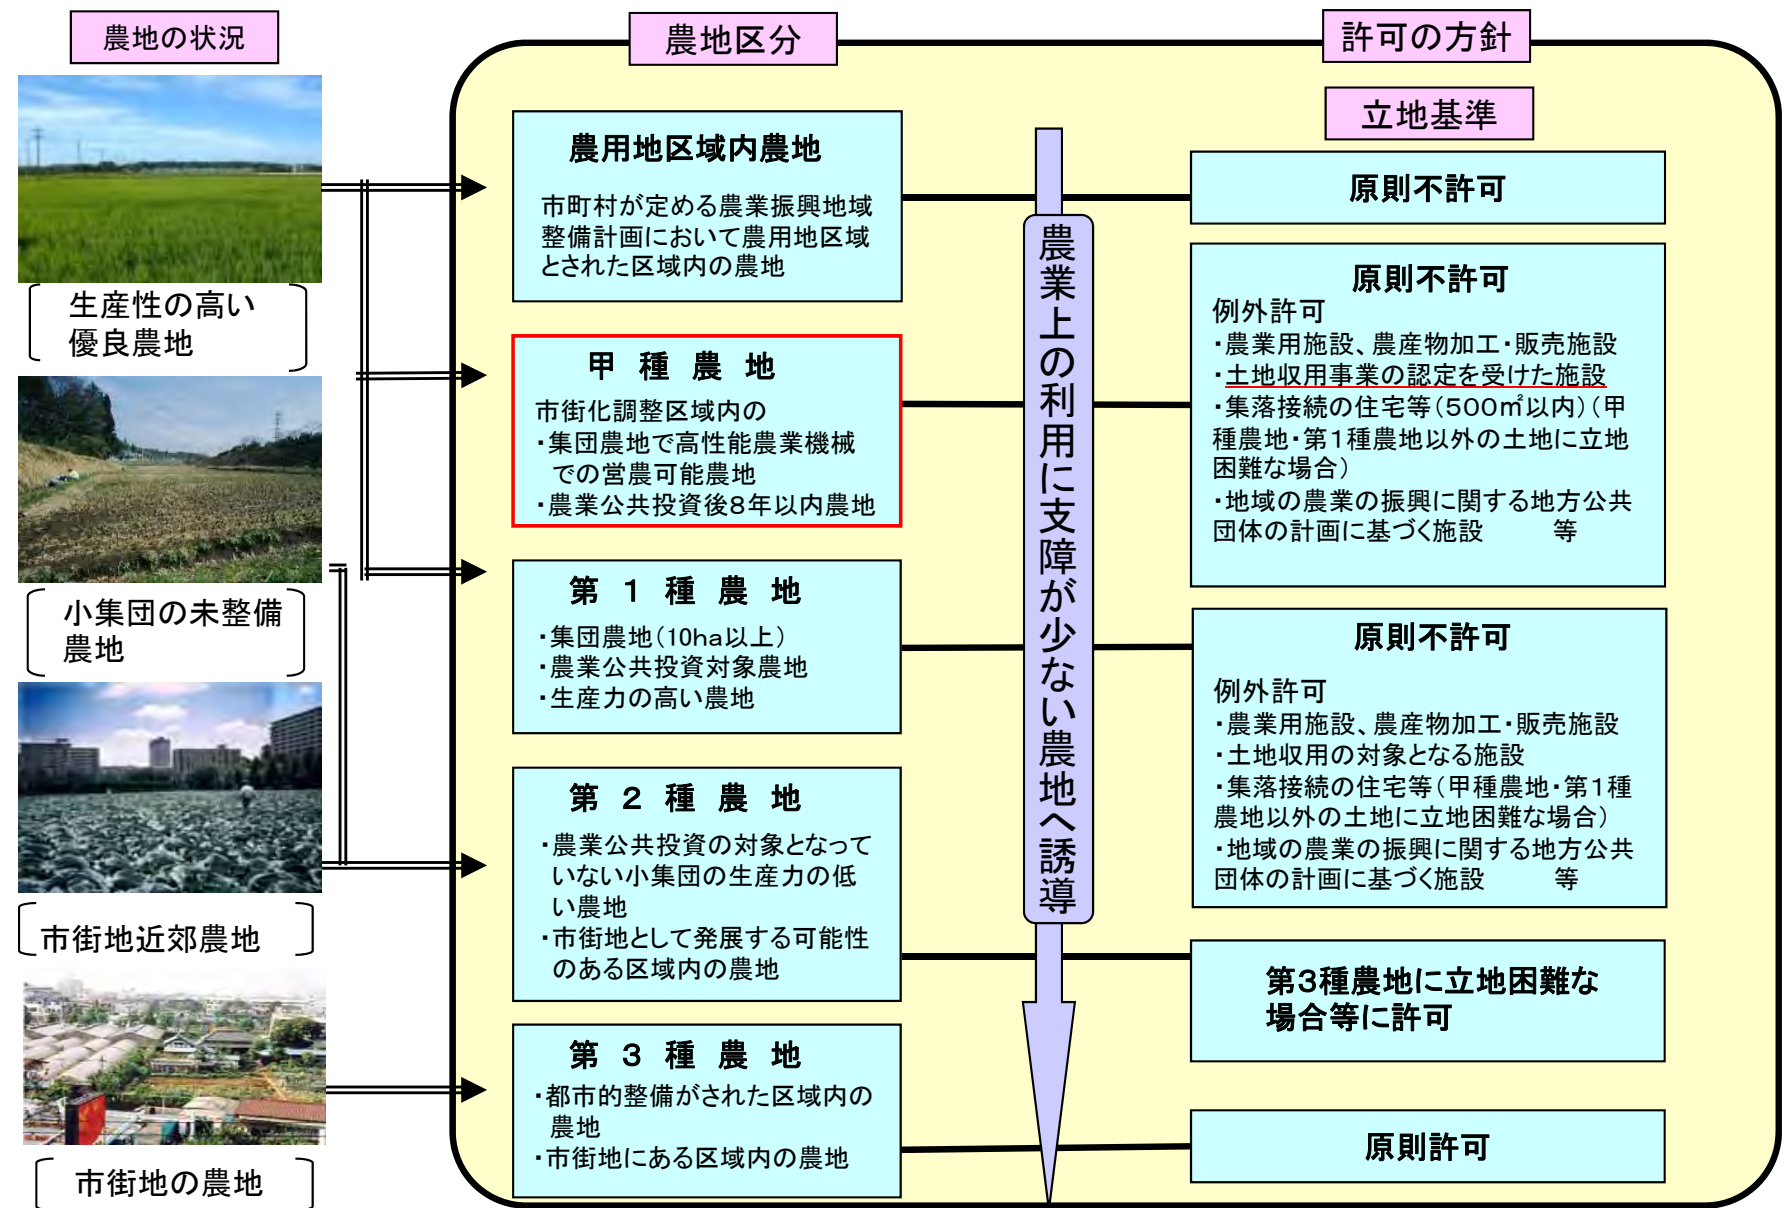 農地の状況
生産性の高い
優良農地
小集団の未整備
農地
市街地近郊農地
市街地の農地
農地区分
農用地区域内農地
市町村が定める農業振興地域
整備計画において農用地区域
とされた区域内の農地
甲 種 農 地
市街化調整区域内の
・集団農地で高性能農業機械
での営農可能農地
・農業公共投資後8年以内農地
第 1 種 農 地
・集団農地(10ha以上)
・農業公共投資対象農地
・生産力の高い農地
第 2 種 農 地
・農業公共投資の対象となって
いない小集団の生産力の低
い農地
・市街地として発展する可能性
のある区域内の農地
第 3 種 農 地
・都市的整備がされた区域内の
農地
・市街地にある区域内の農地
農業上の利用に支障が少ない農地へ誘導
許可の方針
立地基準
原則不許可
原則不許可
例外許可
・農業用施設、農産物加工・販売施設
・土地収用事業の認定を受けた施設
・集落接続の住宅等(500㎡以内)(甲
種農地・第1種農地以外の土地に立地
困難な場合)
・地域の農業の振興に関する地方公共
団体の計画に基づく施設 等
原則不許可
例外許可
・農業用施設、農産物加工・販売施設
・土地収用の対象となる施設
・集落接続の住宅等(甲種農地・第1種
農地以外の土地に立地困難な場合)
・地域の農業の振興に関する地方公共
団体の計画に基づく施設 等
第3種農地に立地困難な
場合等に許可
原則許可